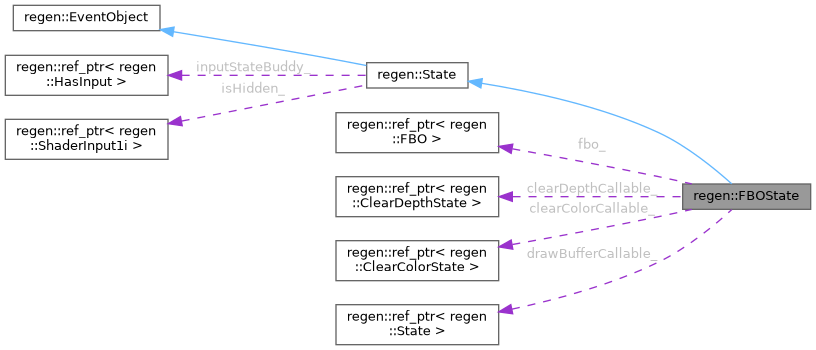 regen::EventObject
regen::ref_ptr< regen
::HasInput >
inputStateBuddy_
isHidden_
regen::State
regen::ref_ptr< regen
::ShaderInput1i >
regen::ref_ptr< regen
::FBO >
fbo_
regen::ref_ptr< regen
::ClearDepthState >
clearDepthCallable_
clearColorCallable_
regen::FBOState
regen::ref_ptr< regen
::ClearColorState >
drawBufferCallable_
regen::ref_ptr< regen
::State >